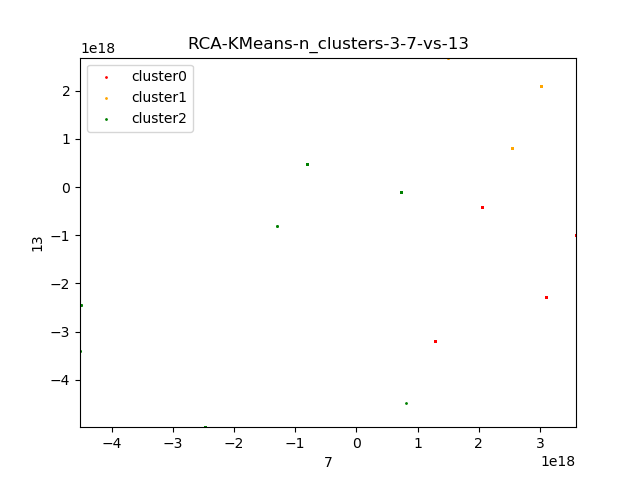 RCA-KMeans-n_clusters-3-7-vs-13
1e18
cluster0
cluster1
cluster2
2
1
0
−1
−2
−3
−4
13
−4 −3 −2 −1 0 1 2 3
7
1e18